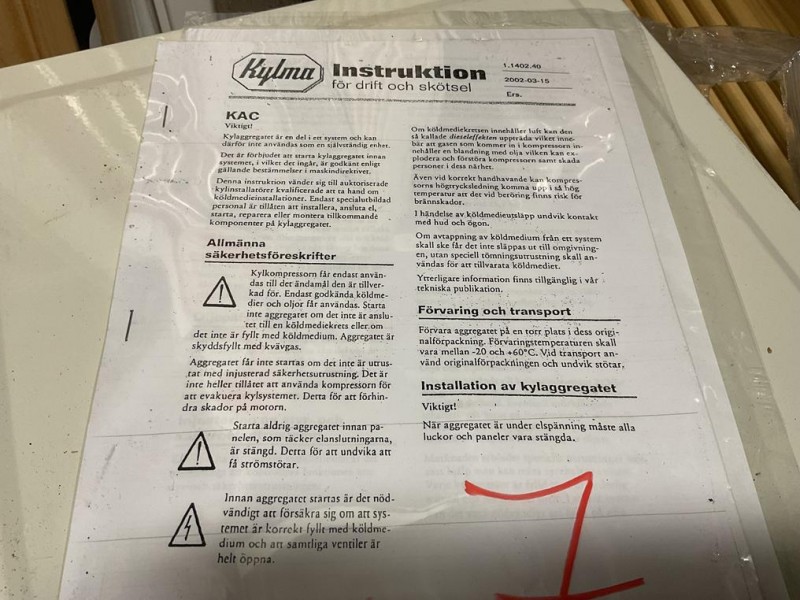 Kylma
Instruktion
för drift och skötsel
1.1402.40
2002-03-15
Ers.
KAC
Viktigt!
Kylaggregatet är en del i ett system och kan
därför inte användas som en självständig enhet.
Det är förbjudet att starta kylaggregatet innan
systemet, i vilket det ingår, är godkänt enligt
gällande bestämmelser i maskindirektivet.
Denna instruktion vänder sig till auktoriserade
kylinstallatörer kvalificerade att ta hand om
köldmedieinstallationer. Endast specialutbildad
personal är tillåten att installera, ansluta el,
starta, reparera eller montera tillkommande
komponenter på kylaggregatet.
Allmänna
säkerhetsföreskrifter
Kylkompressorn får endast använ-
das till det ändamål den är tillver-
kad för. Endast godkända köldme-
dier och oljor får användas. Starta
inte aggregatet om det inte är anslu-
tet till en köldmediekrets eller om
det inte är fyllt med köldmedium. Aggregatet är
skyddsfyllt med kvävgas.
Aggregatet får inte startas om det inte är utrus-
tat med injusterad säkerhetsutrustning. Det är
inte heller tillåtet att använda kompressorn för
att evakuera kylsystemet. Detta för att förhin-
dra skador på motorn.
Starta aldrig aggregatet innan pa-
nelen, som täcker elanslutningarna,
är stängd. Detta för att undvika att
få strömstötar.
Innan aggregatet startas är det nöd-
vändigt att försäkra sig om att sys-
temet är korrekt fyllt med köldme-
dium och att samtliga ventiler är
helt öppna.
Om köldmediekretsen innehåller luft kan den
så kallade dieseleffekten uppträda vilket inne-
bär att gasen som kommer in i kompressorn in-
nehåller en blandning med olja vilken kan ex-
plodera och förstöra kompressorn samt skada
personer i dess närhet.
Även vid korrekt handhavande kan kompres-
sorns högtrycksledning komma upp i så hög
temperatur att det vid beröring finns risk för
brännskador.
I händelse av köldmedieutsläpp undvik kontakt
med hud och ögon.
Om avtappning av köldmedium från ett system
skall ske får det inte släppas ut till omgivning-
en, utan speciell tömningsutrustning skall an-
vändas för att tillvarata köldmediet.
Ytterligare information finns tillgänglig i vår
tekniska publikation.
Förvaring och transport
Förvara aggregatet på en torr plats i dess origi-
nalförpackning. Förvaringstemperaturen skall
vara mellan -20 och +60°C. Vid transport an-
vänd originalförpackningen och undvik stötar.
Installation av kylaggregatet
Viktigt!
När aggregatet är under elspänning måste alla
luckor och paneler vara stängda.
1